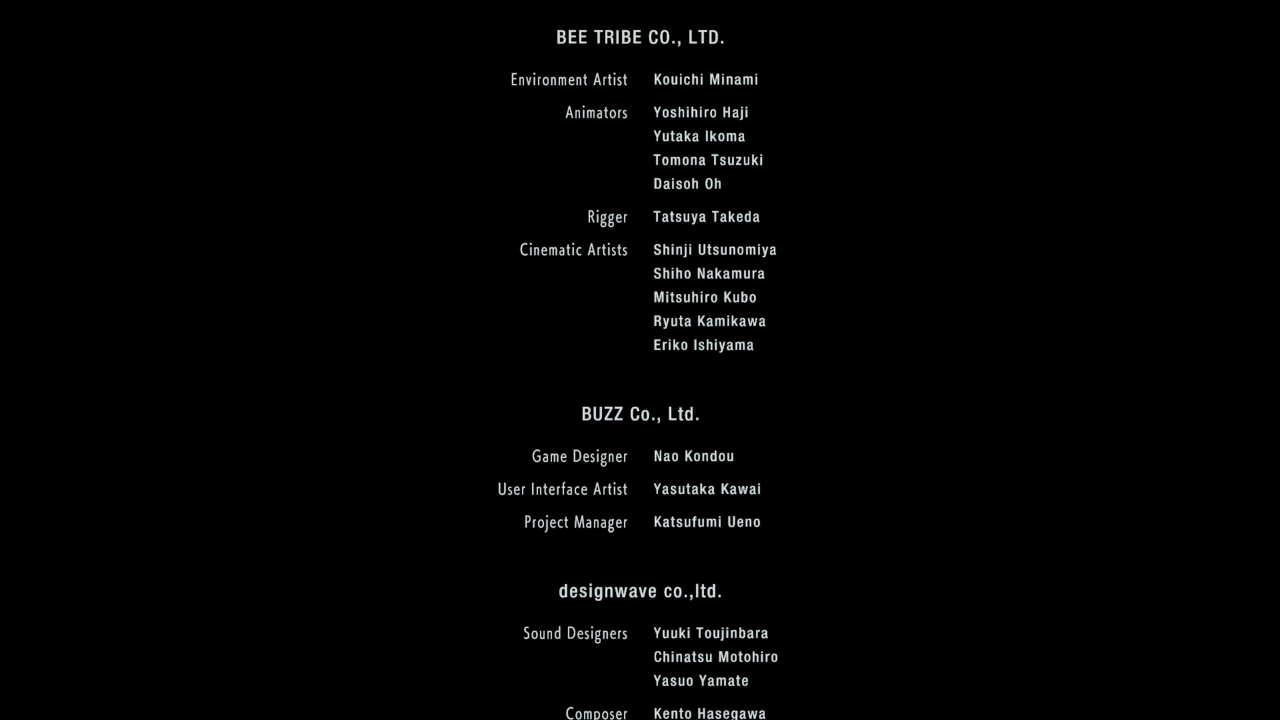 BEE TRIBE CO., LTD.
Environment Artist Kouichi Minami
Animators Yoshihiro Haji
Yutaka Ikoma
Tomona Tsuzuki
Daisoh Oh
Rigger Tatsuya Takeda
Cinematic Artists Shinji Utsunomiya
Shiho Nakamura
Mitsuhiro Kubo
Ryuta Kamikawa
Eriko Ishiyama
BUZZ Co., Ltd.
Game Designer Nao Kondou
User Interface Artist Yasutaka Kawai
Project Manager Katsufumi Ueno
designwave co.,ltd.
Sound Designers Yuuki Toujinbara
Chinatsu Motohiro
Yasuo Yamate
Composer Kento Hasegawa